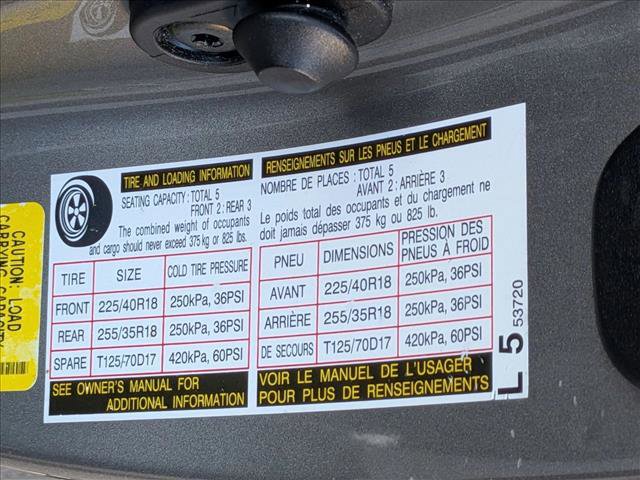 CAUTION: LOAD
CARRYING CAPACITY
TIRE AND LOADING INFORMATION
SEATING CAPACITY: TOTAL 5
FRONT 2: REAR 3
The combined weight of occupants
and cargo should never exceed 375 kg or 825 lbs.
TIRE SIZE COLD TIRE PRESSURE
FRONT 225/40R18 250kPa, 36PSI
REAR 255/35R18 250kPa, 36PSI
SPARE T125/70D17 420kPa, 60PSI
SEE OWNER'S MANUAL FOR
ADDITIONAL INFORMATION
RENSEIGNEMENTS SUR LES PNEUS ET LE CHARGEMENT
NOMBRE DE PLACES : TOTAL 5
AVANT 2 : ARRIÈRE 3
Le poids total des occupants et du chargement ne
doit jamais dépasser 375 kg ou 825 lb.
PNEU DIMENSIONS PRESSION DES
PNEUS À FROID
AVANT 225/40R18 250kPa, 36PSI
ARRIÈRE 255/35R18 250kPa, 36PSI
DE SECOURS T125/70D17 420kPa, 60PSI
VOIR LE MANUEL DE L'USAGER
POUR PLUS DE RENSEIGNEMENTS
L 5 53720